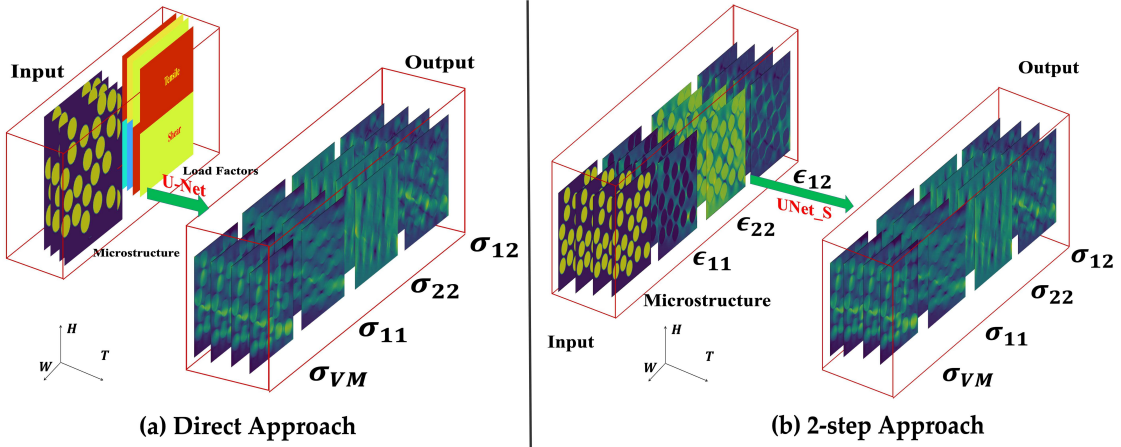 Input
Tensile
Shear
Load Factors
U-Net
Microstructure
Output
σ12
σ22
σ11
σVM
H
W
T
(a) Direct Approach
Output
ϵ12
UNet_S
ϵ22
ϵ11
Microstructure
Input
σ12
σ22
σ11
σVM
H
W
T
(b) 2-step Approach